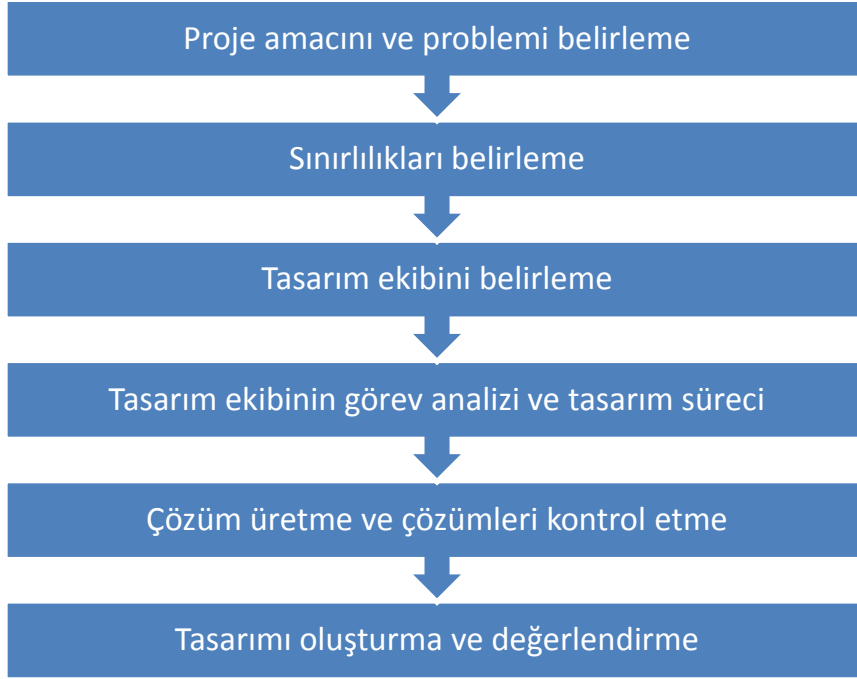 Proje amacını ve problemi belirleme
Sınırlılıkları belirleme
Tasarım ekibini belirleme
Tasarım ekibinin görev analizi ve tasarım süreci
Çözüm üretme ve çözümleri kontrol etme
Tasarımı oluşturma ve değerlendirme